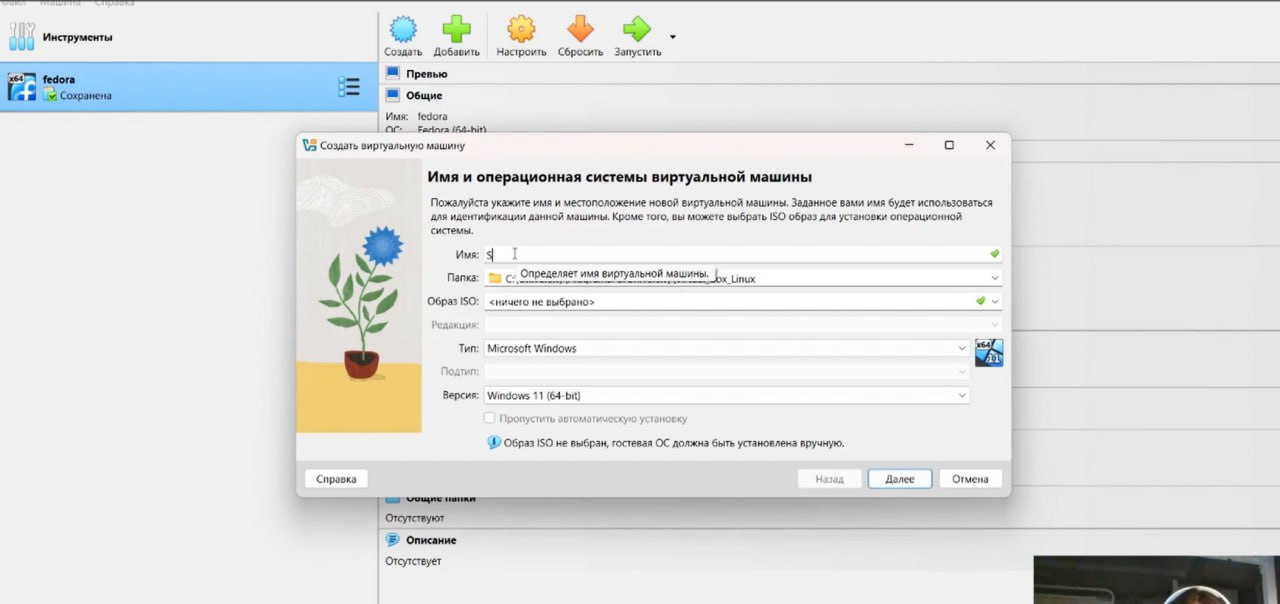 Файл Машина Справка
Инструменты
Создать Добавить Настроить Сбросить Запустить
x64
fedora
Сохранена
Превью
Общие
Имя: fedora
ОС: Fedora (64-bit)
Создать виртуальную машину
Имя и операционная системы виртуальной машины
Пожалуйста укажите имя и местоположение новой виртуальной машины. Заданное вами имя будет использоваться
для идентификации данной машины. Кроме того, вы можете выбрать ISO образ для установки операционной
системы.
Имя: S
Определяет имя виртуальной машины.
Папка: C:
Образ ISO: <ничего не выбрано>
Редакция:
Тип: Microsoft Windows
x64
11
Подтип:
Версия: Windows 11 (64-bit)
Пропустить автоматическую установку
Образ ISO не выбран, гостевая ОС должна быть установлена вручную.
Справка Назад Далее Отмена
Общие папки
Отсутствуют
Описание
Отсутствует